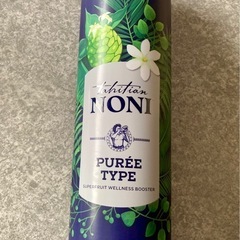 Tahitian
NONI
PURÉE
TYPE
SUPERFRUIT WELLNESS BOOSTER